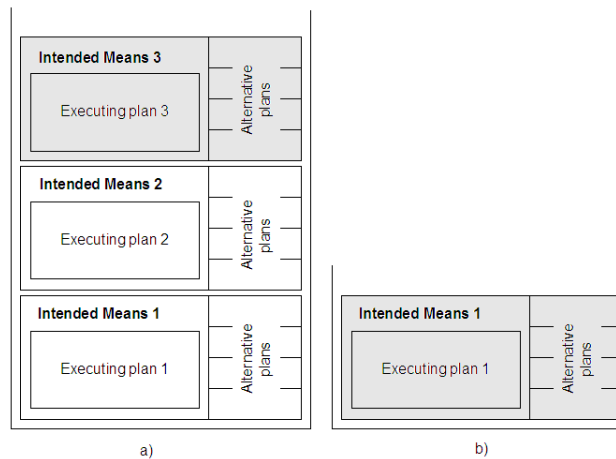 Intended Means 3
Executing plan 3
Alternative
plans
Intended Means 2
Executing plan 2
Alternative
plans
Intended Means 1
Executing plan 1
Alternative
plans
a)
Intended Means 1
Executing plan 1
Alternative
plans
b)